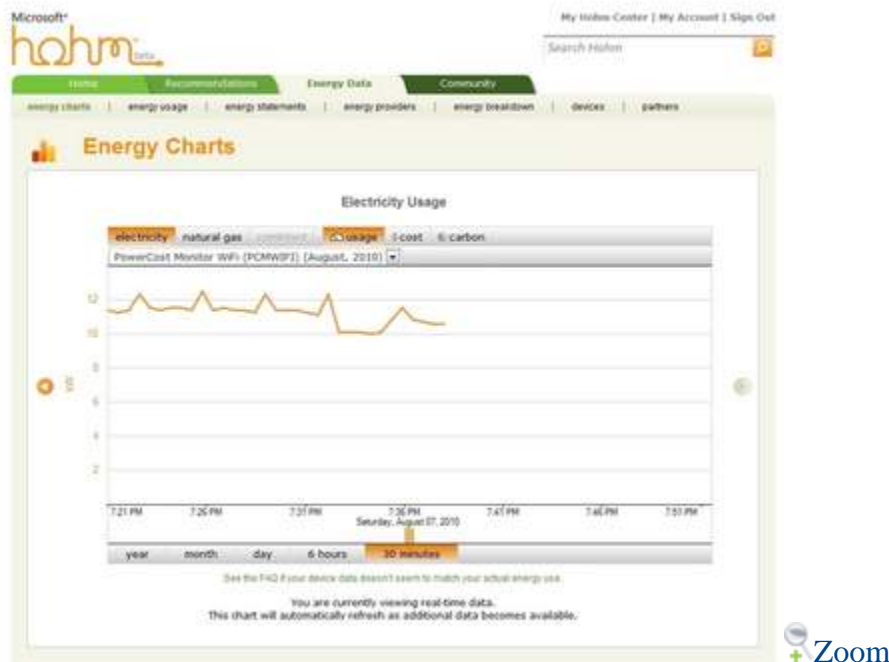 Microsoft®
My Hohm Center | My Account | Sign Out
hohm beta
Search Hohm
Home Recommendations Energy Data Community
energy charts | energy usage | energy statements | energy providers | energy breakdown | devices | partners
Energy Charts
Electricity Usage
electricity natural gas usage cost carbon
PowerCost Monitor WiFi (PCMWIFI) (August, 2010)
12
10
8
kW
6
4
2
7:21 PM 7:26 PM 7:31 PM 7:36 PM 7:41 PM 7:46 PM 7:51 PM
Saturday, August 07, 2010
year month day 6 hours 30 minutes
See the FAQ if your device data doesn't seem to match your actual energy use.
You are currently viewing real-time data.
This chart will automatically refresh as additional data becomes available.
Zoom